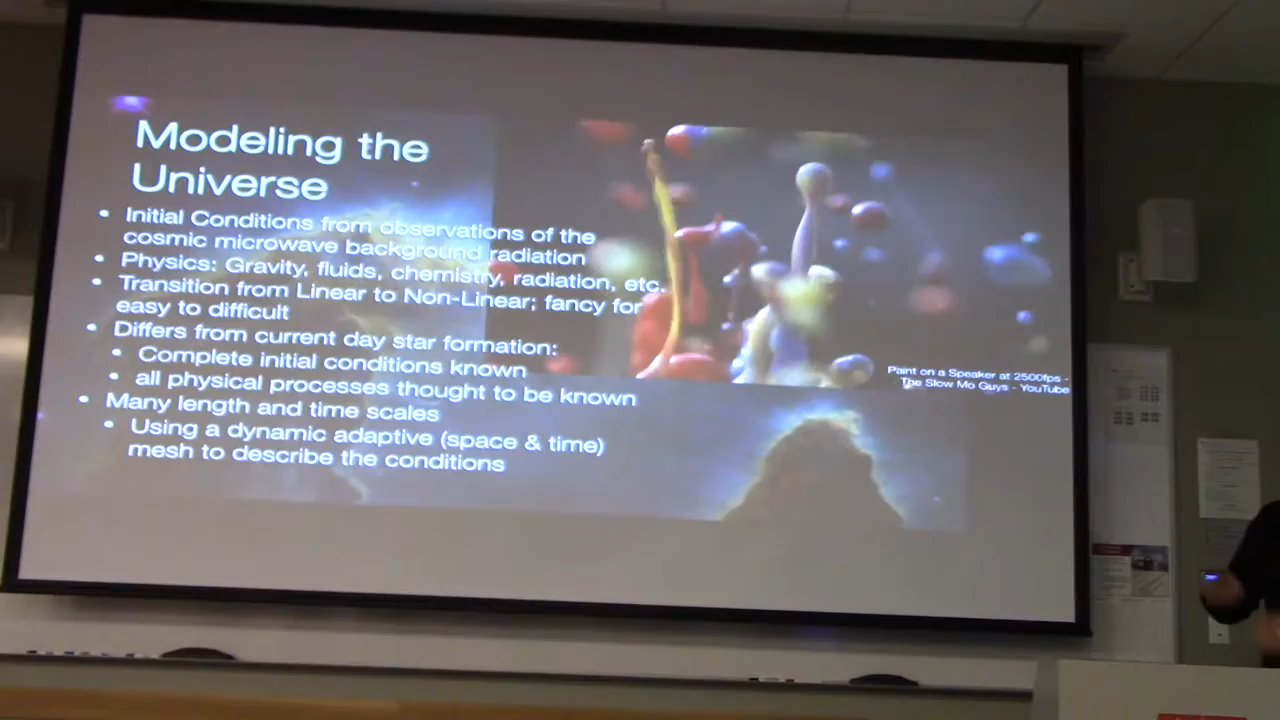 Modeling the
Universe
• Initial Conditions from observations of the
cosmic microwave background radiation
• Physics: Gravity, fluids, chemistry, radiation, etc.
• Transition from Linear to Non-Linear; fancy for
easy to difficult
• Differs from current day star formation:
• Complete initial conditions known
• all physical processes thought to be known
• Many length and time scales
• Using a dynamic adaptive (space & time)
mesh to describe the conditions
Paint on a Speaker at 2500fps -
The Slow Mo Guys - YouTube